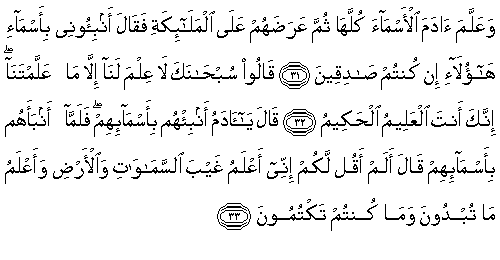 وَعَلَّمَ ءَادَمَ ٱلْأَسْمَآءَ كُلَّهَا ثُمَّ عَرَضَهُمْ عَلَى ٱلْمَلَـٰٓئِكَةِ فَقَالَ أَنۢبِـُٔونِى بِأَسْمَآءِ
هَـٰٓؤُلَآءِ إِن كُنتُمْ صَـٰدِقِينَ ٣١ قَالُوا۟ سُبْحَـٰنَكَ لَا عِلْمَ لَنَآ إِلَّا مَا عَلَّمْتَنَآ ۖ
إِنَّكَ أَنتَ ٱلْعَلِيمُ ٱلْحَكِيمُ ٣٢ قَالَ يَـٰٓـَٔادَمُ أَنۢبِئْهُم بِأَسْمَآئِهِمْ ۖ فَلَمَّآ أَنۢبَأَهُم
بِأَسْمَآئِهِمْ قَالَ أَلَمْ أَقُل لَّكُمْ إِنِّىٓ أَعْلَمُ غَيْبَ ٱلسَّمَـٰوَٰتِ وَٱلْأَرْضِ وَأَعْلَمُ
مَا تُبْدُونَ وَمَا كُنتُمْ تَكْتُمُونَ ٣٣